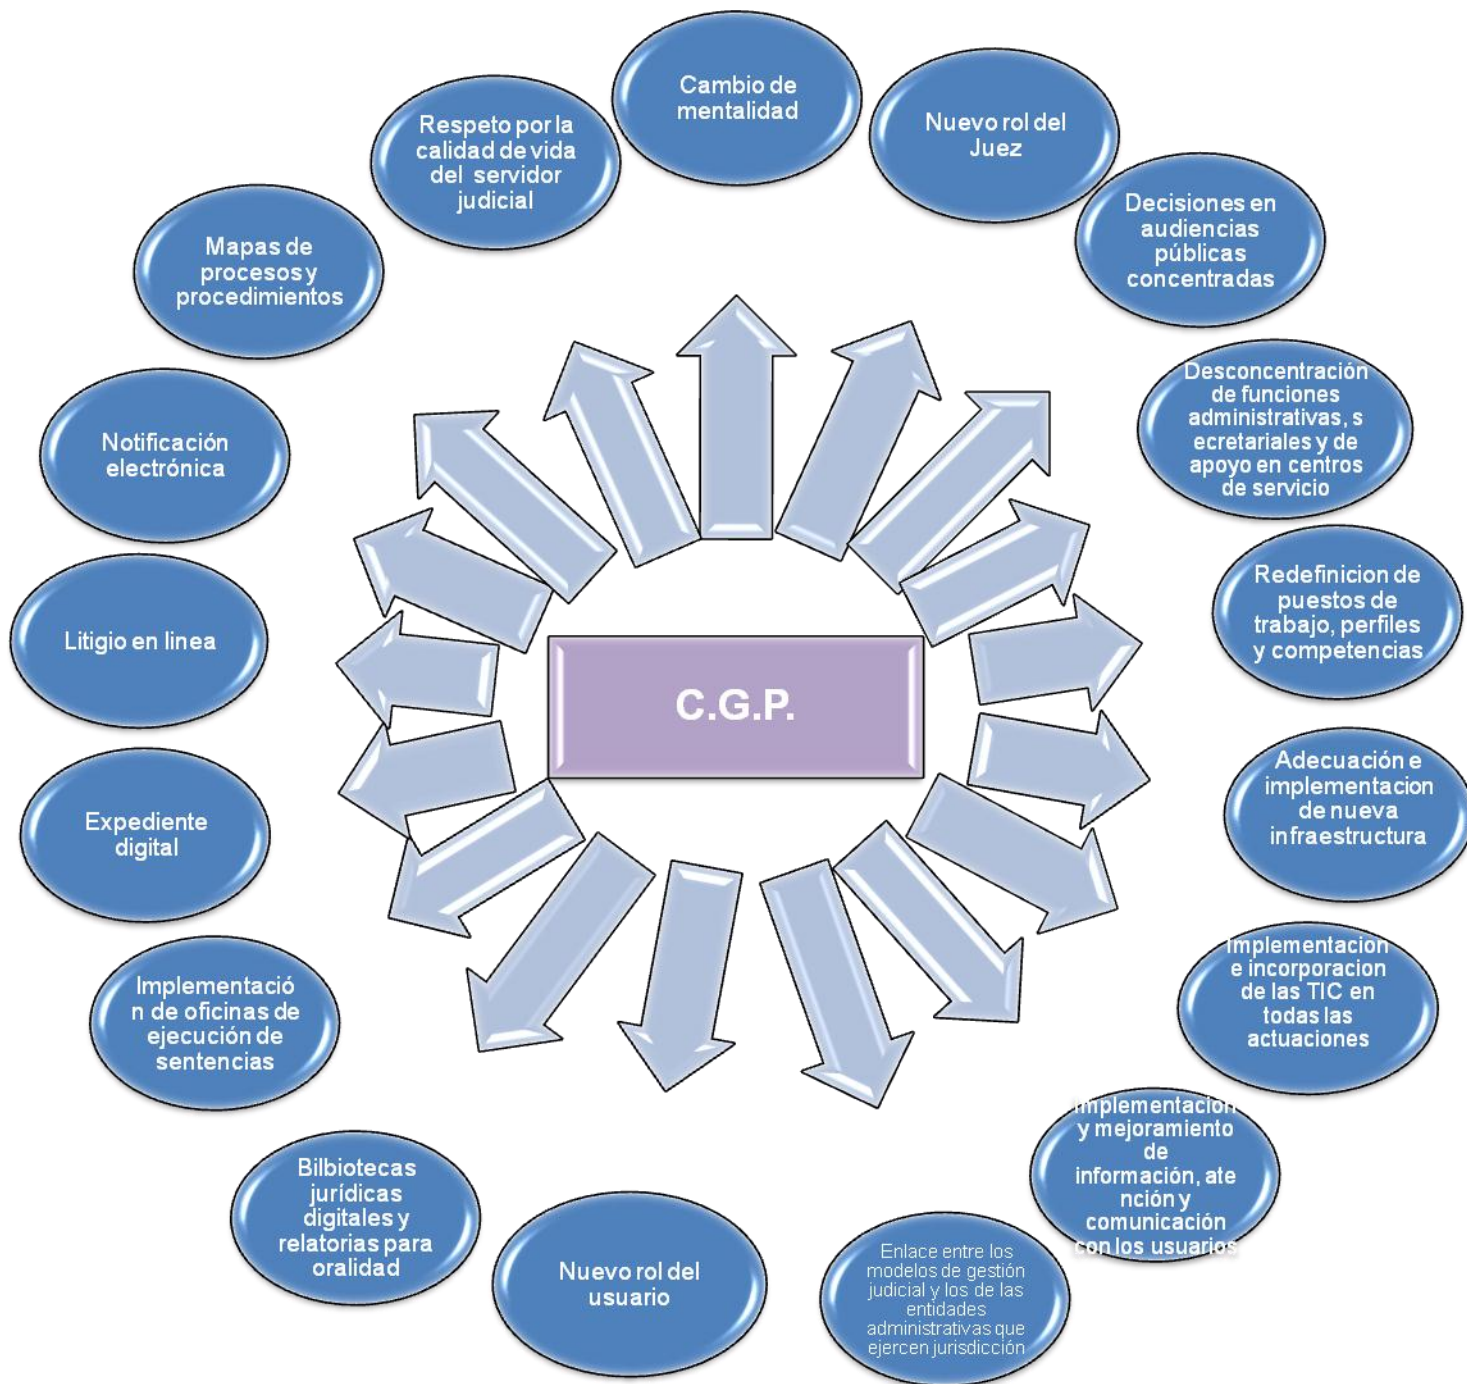 Cambio de
mentalidad
Nuevo rol del
Juez
Decisiones en
audiencias
públicas
concentradas
Desconcentración
de funciones
administrativas, s
ecretariales y de
apoyo en centros
de servicio
Redefinicion de
puestos de
trabajo, perfiles
y competencias
Adecuación e
implementacion
de nueva
infraestructura
Implementacion
e incorporacion
de las TIC en
todas las
actuaciones
Implementacion
y mejoramiento
de
información, ate
nción y
comunicación
con los usuarios
Enlace entre los
modelos de gestión
judicial y los de las
entidades
administrativas que
ejercen jurisdicción
Nuevo rol del
usuario
Bilbiotecas
jurídicas
digitales y
relatorias para
oralidad
Implementació
n de oficinas de
ejecución de
sentencias
Expediente
digital
Litigio en linea
Notificación
electrónica
Mapas de
procesos y
procedimientos
Respeto por la
calidad de vida
del servidor
judicial
C.G.P.